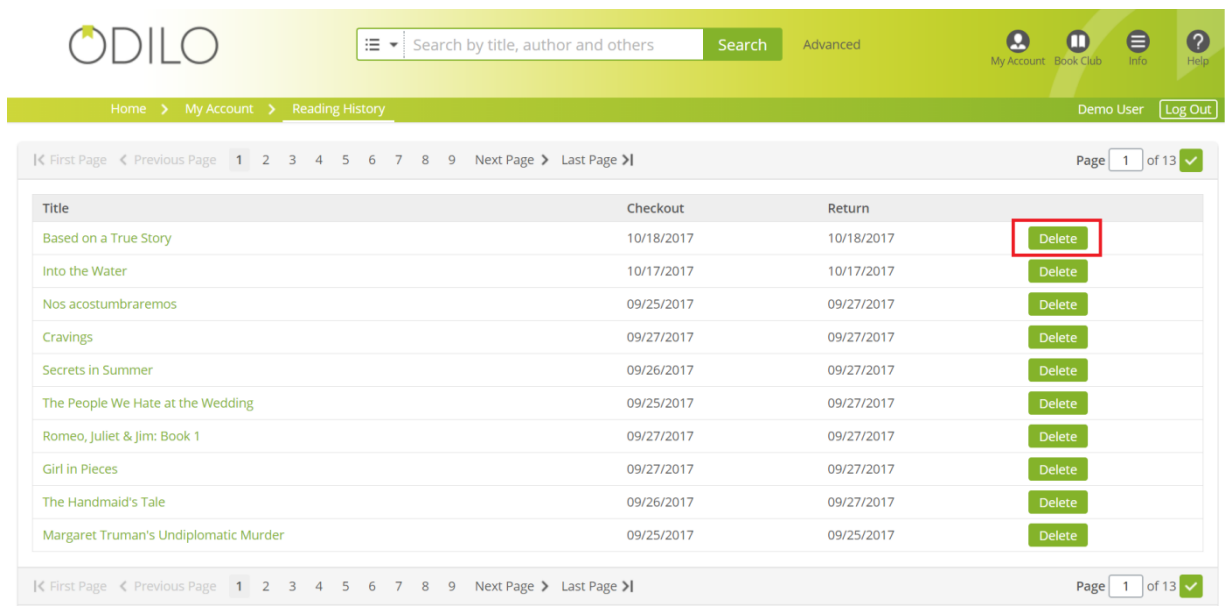 ODILO Search by title, author and others Search Advanced My Account Book Club Info Help
Home My Account Reading History Demo User Log Out
First Page Previous Page 1 2 3 4 5 6 7 8 9 Next Page Last Page Page 1 of 13
Title Checkout Return
Based on a True Story 10/18/2017 10/18/2017 Delete
Into the Water 10/17/2017 10/17/2017 Delete
Nos acostumbraremos 09/25/2017 09/27/2017 Delete
Cravings 09/27/2017 09/27/2017 Delete
Secrets in Summer 09/26/2017 09/27/2017 Delete
The People We Hate at the Wedding 09/25/2017 09/27/2017 Delete
Romeo, Juliet & Jim: Book 1 09/27/2017 09/27/2017 Delete
Girl in Pieces 09/27/2017 09/27/2017 Delete
The Handmaid's Tale 09/26/2017 09/27/2017 Delete
Margaret Truman's Undiplomatic Murder 09/25/2017 09/25/2017 Delete
First Page Previous Page 1 2 3 4 5 6 7 8 9 Next Page Last Page Page 1 of 13